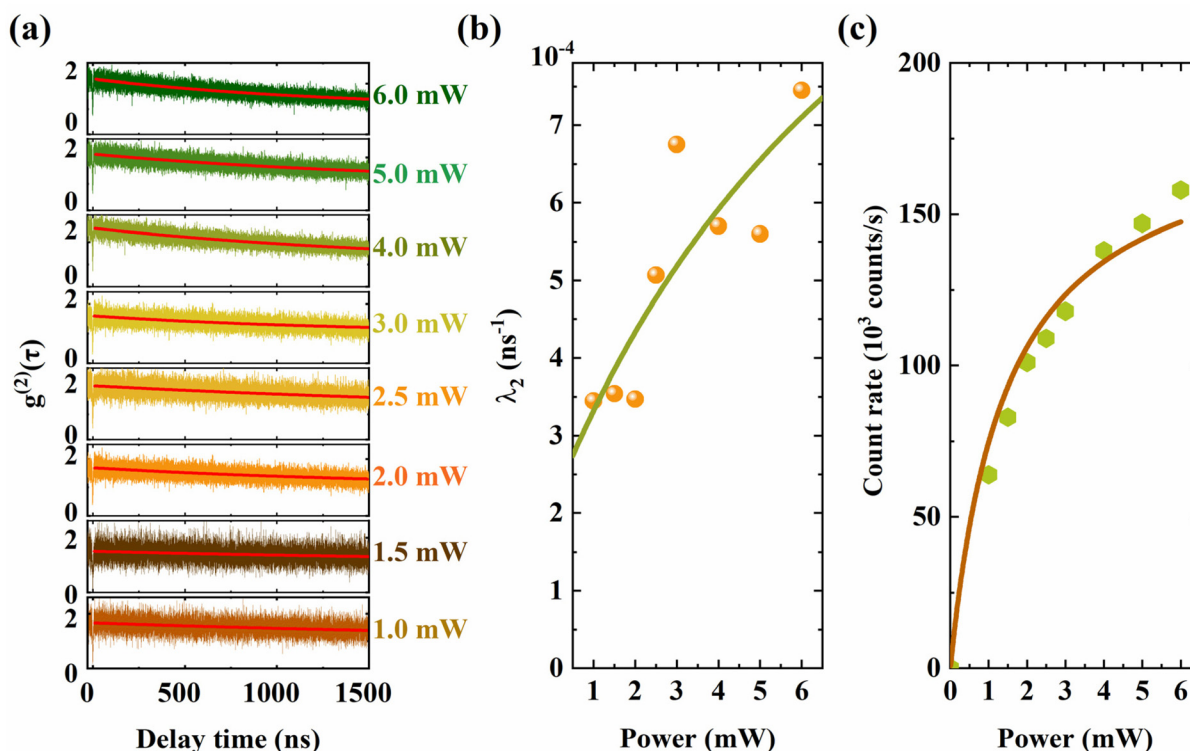 (a)
g(2)(τ)
2
0
6.0 mW
2
0
5.0 mW
2
0
4.0 mW
2
0
3.0 mW
2
0
2.5 mW
2
0
2.0 mW
2
0
1.5 mW
2
0
1.0 mW
0 500 1000 1500
Delay time (ns)
(b)
10-4
λ2 (ns-1)
7
6
5
4
3
2
1
0
1 2 3 4 5 6
Power (mW)
(c)
Count rate (103 counts/s)
200
150
100
50
0
0 1 2 3 4 5 6
Power (mW)